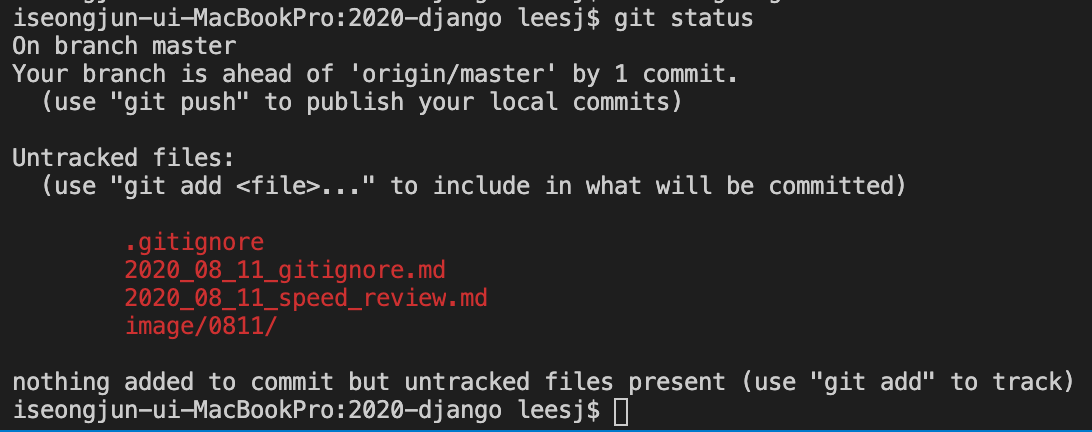 iseongjun-ui-MacBookPro:2020-django leesj$ git status
On branch master
Your branch is ahead of 'origin/master' by 1 commit.
  (use "git push" to publish your local commits)

Untracked files:
  (use "git add <file>..." to include in what will be committed)

        .gitignore
        2020_08_11_gitignore.md
        2020_08_11_speed_review.md
        image/0811/

nothing added to commit but untracked files present (use "git add" to track)
iseongjun-ui-MacBookPro:2020-django leesj$